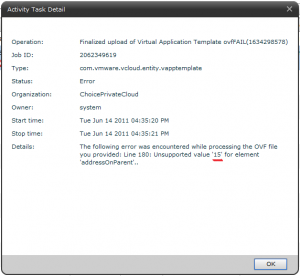 Activity Task Detail
Operation: Finalized upload of Virtual Application Template ovfFAIL(1634298578)
Job ID: 2062349619
Type: com.vmware.vcloud.entity.vapptemplate
Status: Error
Organization: ChoicePrivateCloud
Owner: system
Start time: Tue Jun 14 2011 04:35:20 PM
Stop time: Tue Jun 14 2011 04:35:21 PM
Details: The following error was encountered while processing the OVF file
you provided: Line 180: Unsupported value '15' for element
'addressOnParent'..
OK